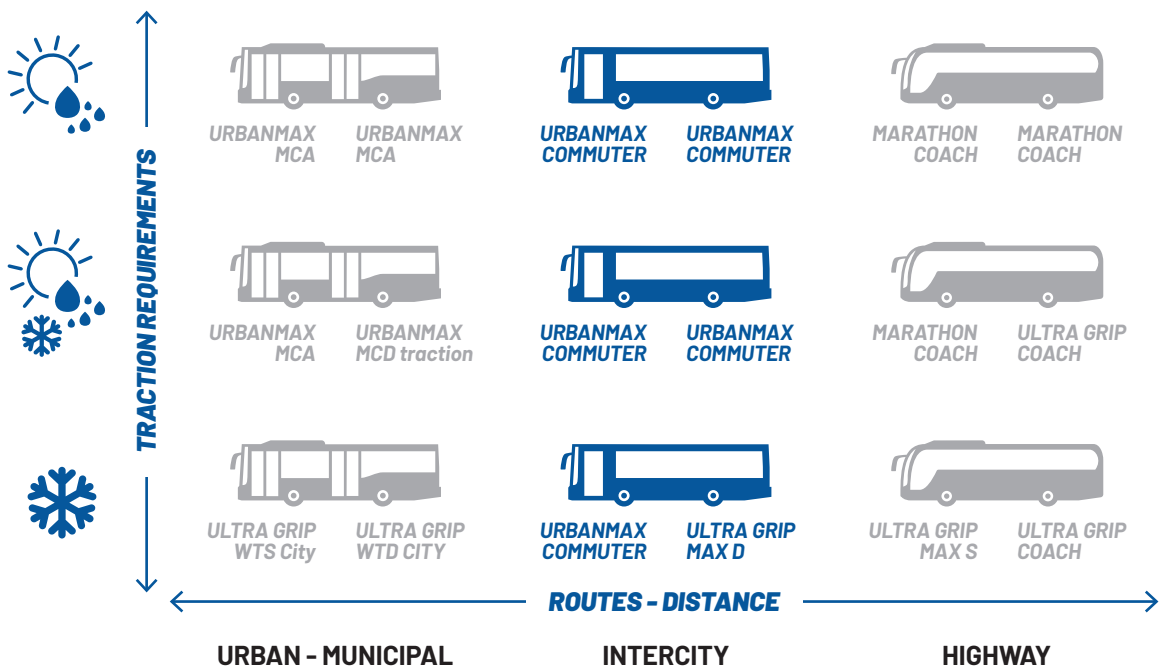 TRACTION REQUIREMENTS
URBANMAX MCA
URBANMAX MCA
URBANMAX COMMUTER
URBANMAX COMMUTER
MARATHON COACH
MARATHON COACH
URBANMAX MCA
URBANMAX MCD traction
URBANMAX COMMUTER
URBANMAX COMMUTER
MARATHON COACH
ULTRA GRIP COACH
ULTRA GRIP WTS City
ULTRA GRIP WTD CITY
URBANMAX COMMUTER
ULTRA GRIP MAX D
ULTRA GRIP MAX S
ULTRA GRIP COACH
ROUTES - DISTANCE
URBAN - MUNICIPAL
INTERCITY
HIGHWAY